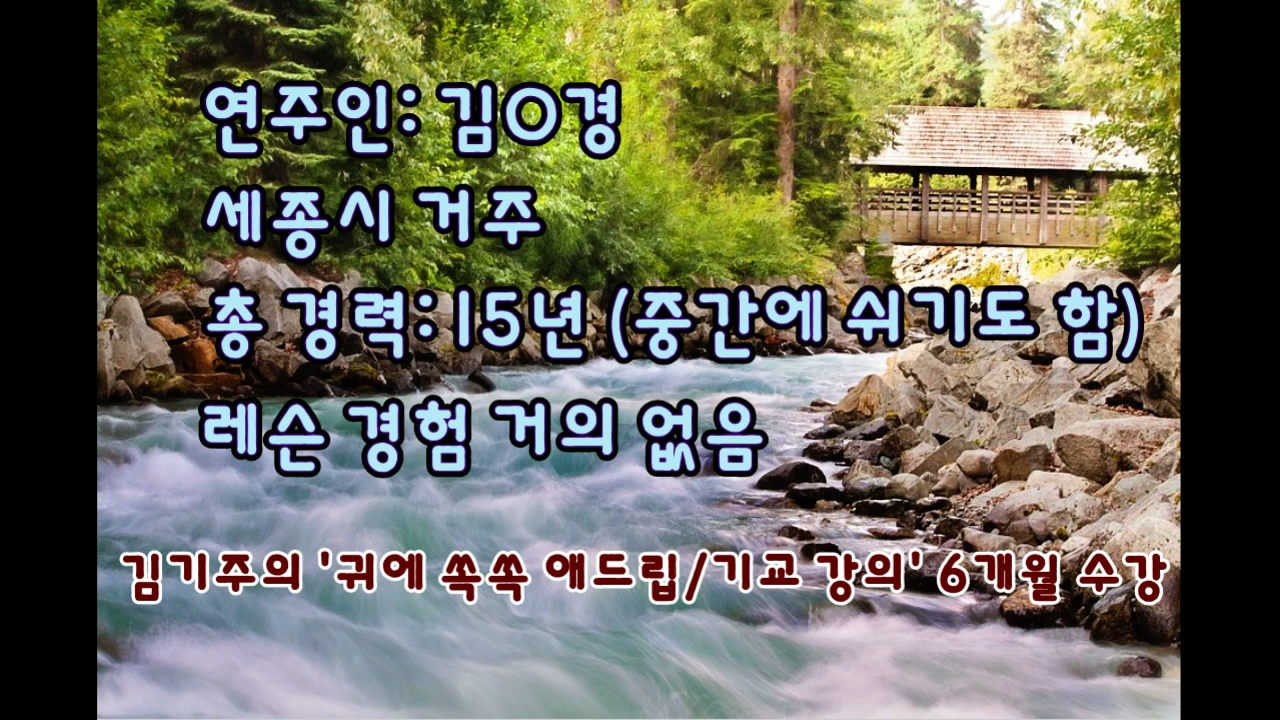 연주인: 김O경
세종시 거주
총 경력: 15년 (중간에 쉬기도 함)
레슨 경험 거의 없음
김기주의 '귀에 쏙쏙 애드립/기교 강의' 6개월 수강